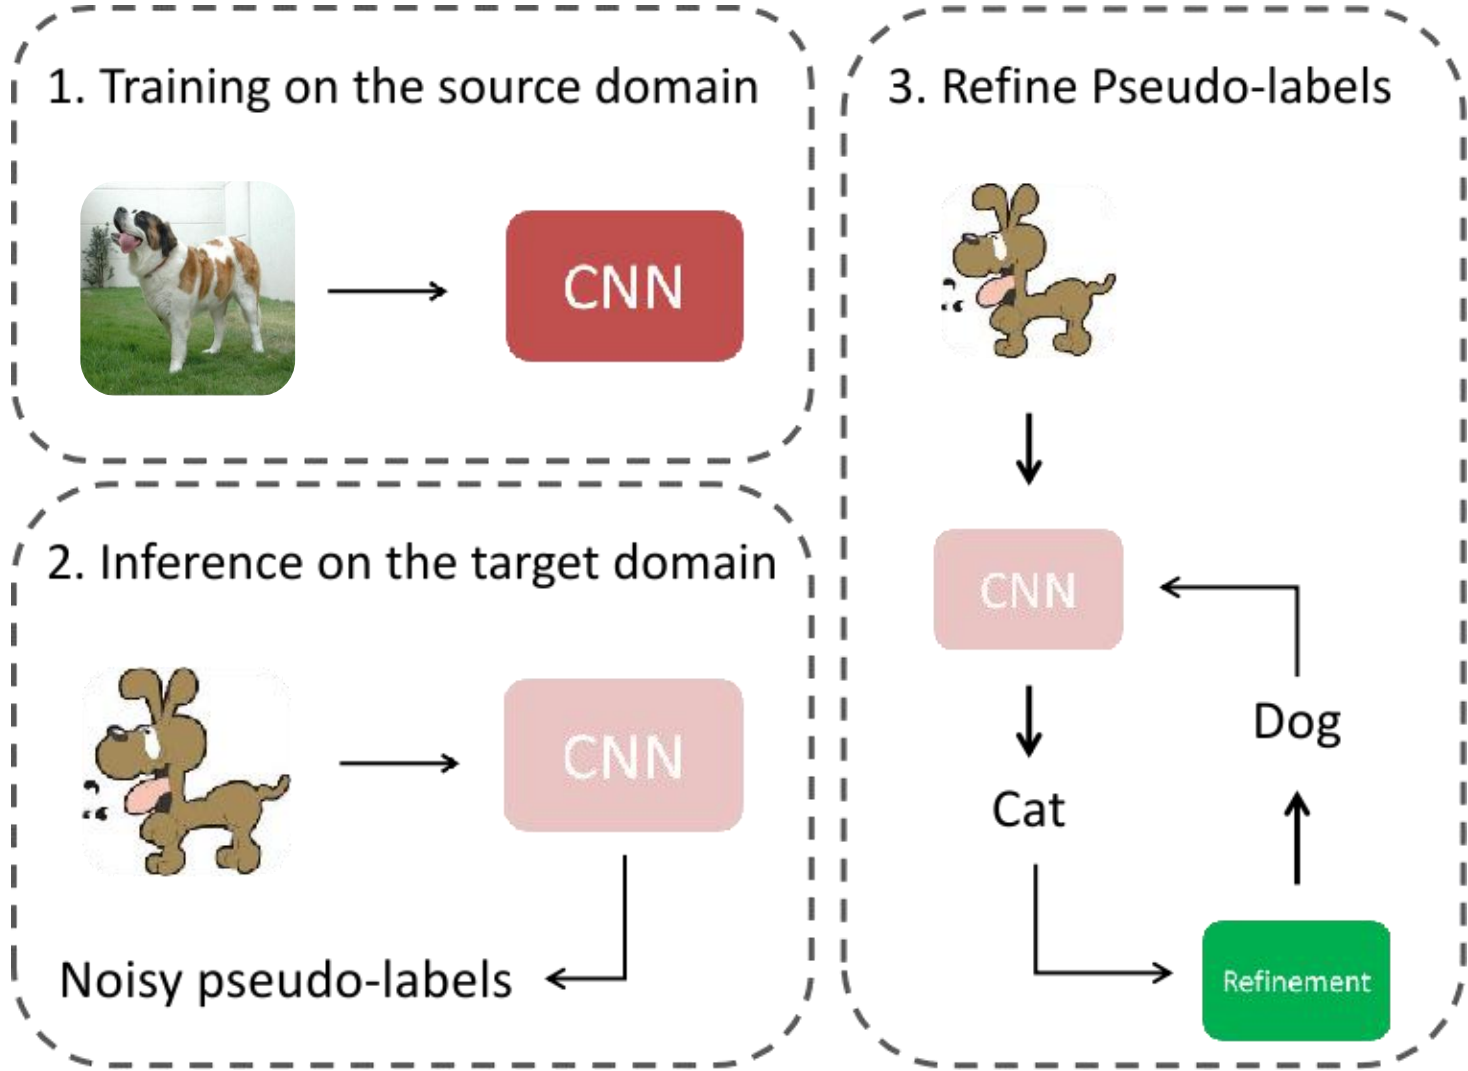 1. Training on the source domain
CNN
2. Inference on the target domain
CNN
Noisy pseudo-labels
3. Refine Pseudo-labels
CNN
Cat
Refinement
Dog